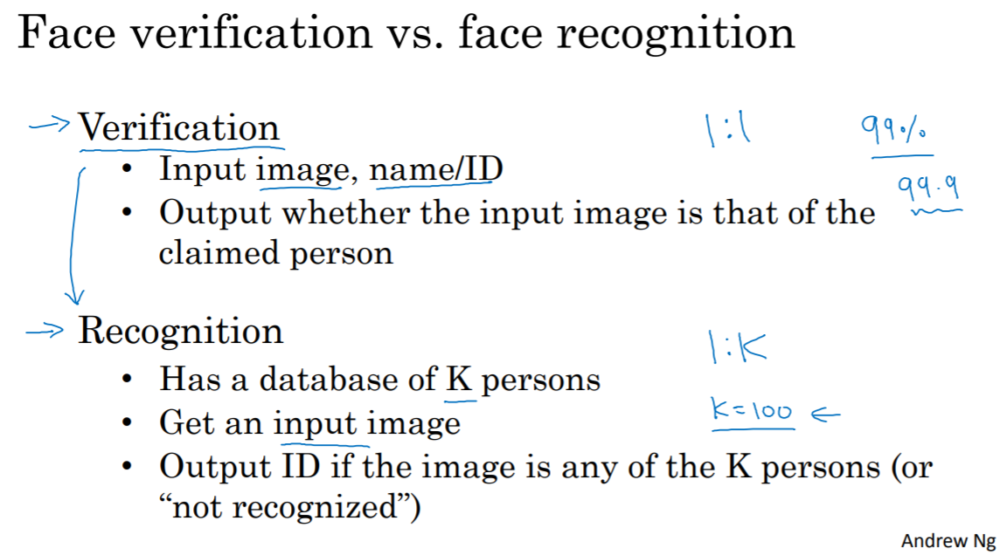 Face verification vs. face recognition
Verification
1:1
99%
99.9
• Input image, name/ID
• Output whether the input image is that of the
claimed person
Recognition
1:K
• Has a database of K persons
K=100
• Get an input image
• Output ID if the image is any of the K persons (or
“not recognized”)
Andrew Ng